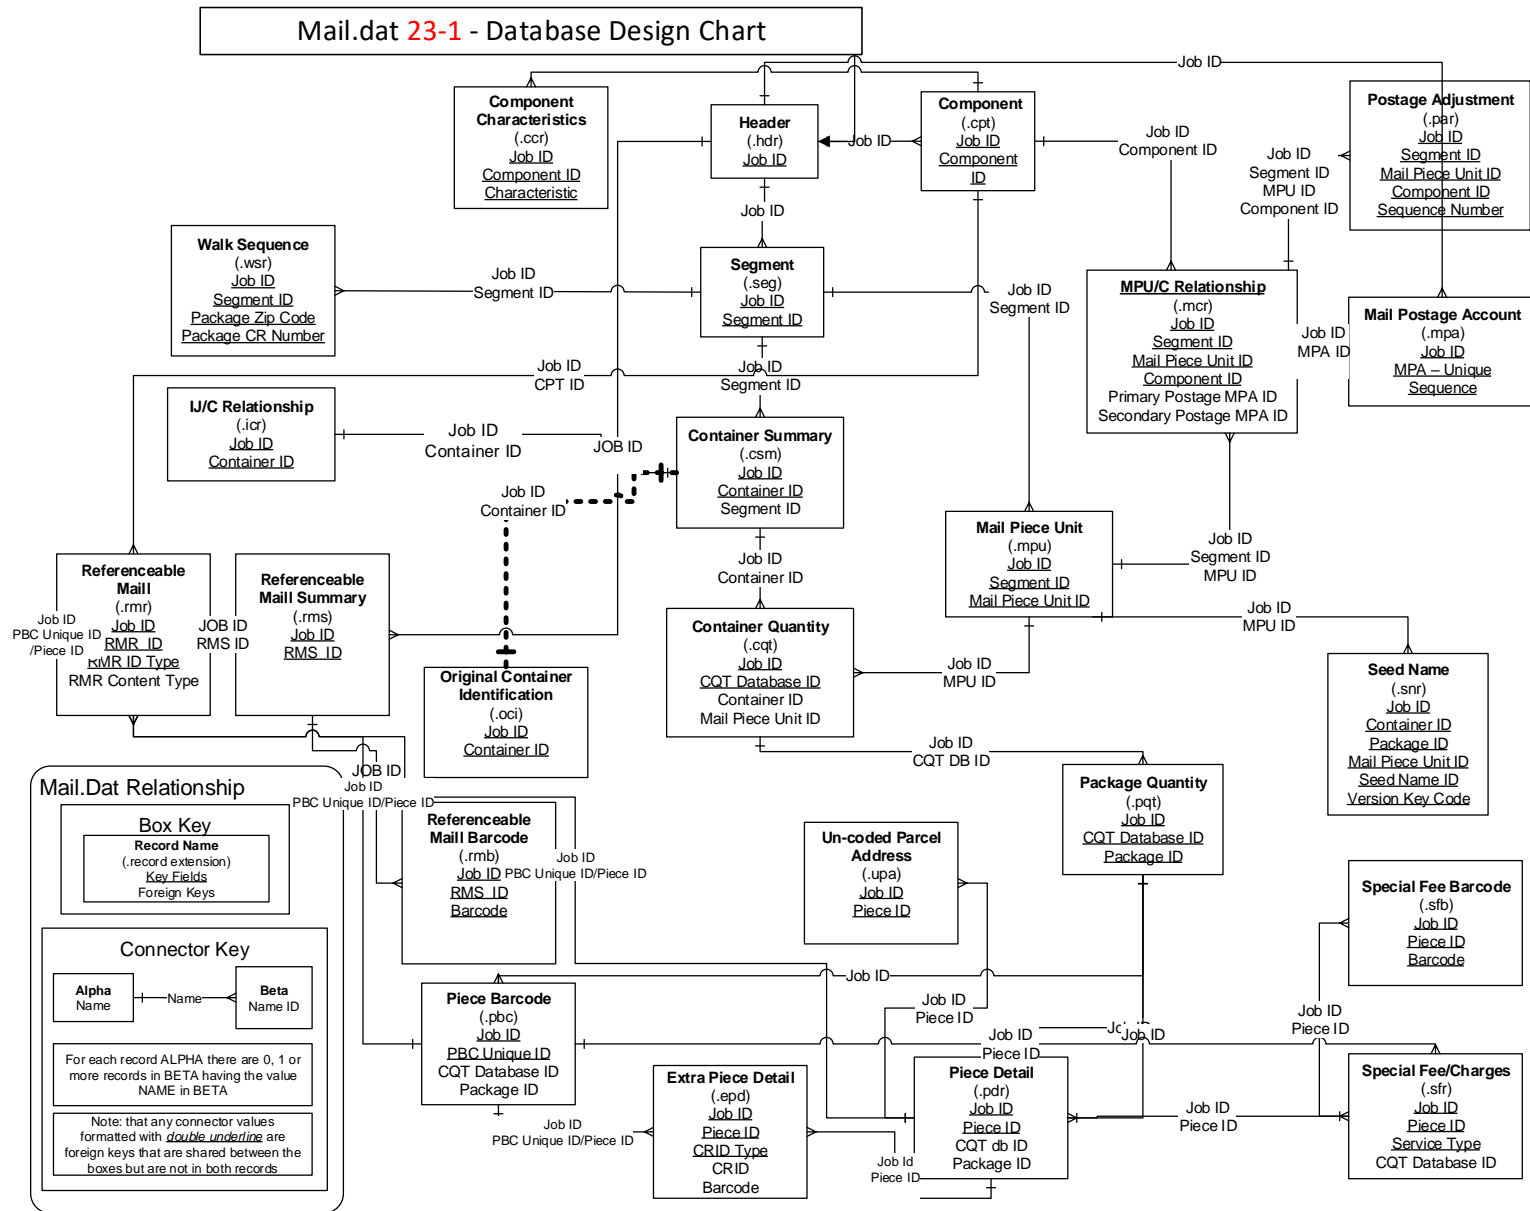 Mail.dat 23-1 - Database Design Chart
Job ID
Component
Characteristics
(.ccr)
Job ID
Component ID
Characteristic
Header
(.hdr)
Job ID
Job ID
Component
(.cpt)
Job ID
Component
ID
Job ID
Component ID
Postage Adjustment
(.par)
Job ID
Segment ID
Mail Piece Unit ID
Component ID
Sequence Number
Job ID
Segment ID
MPU ID
Component ID
Job ID
Walk Sequence
(.wsr)
Job ID
Segment ID
Package Zip Code
Package CR Number
Job ID
Segment ID
Segment
(.seg)
Job ID
Segment ID
Job ID
Segment ID
MPU/C Relationship
(.mcr)
Job ID
Segment ID
Mail Piece Unit ID
Component ID
Primary Postage MPA ID
Secondary Postage MPA ID
Job ID
MPA ID
Mail Postage Account
(.mpa)
Job ID
MPA – Unique
Sequence
Job ID
CPT ID
Job ID
Segment ID
IJ/C Relationship
(.icr)
Job ID
Container ID
Job ID
Container ID
JOB ID
Container Summary
(.csm)
Job ID
Container ID
Segment ID
Job ID
Container ID
Mail Piece Unit
(.mpu)
Job ID
Segment ID
Mail Piece Unit ID
Job ID
Segment ID
MPU ID
Job ID
Container ID
Referenceable
Maill
(.rmr)
Job ID
RMR_ID
RMR ID Type
RMR Content Type
Job ID
PBC Unique ID
/Piece ID
JOB ID
RMS ID
Referenceable
Maill Summary
(.rms)
Job ID
RMS_ID
Job ID
MPU ID
Container Quantity
(.cqt)
Job ID
CQT Database ID
Container ID
Mail Piece Unit ID
Job ID
MPU ID
Original Container
Identification
(.oci)
Job ID
Container ID
Seed Name
(.snr)
Job ID
Container ID
Package ID
Mail Piece Unit ID
Seed Name ID
Version Key Code
Job ID
CQT DB ID
JOB ID
Job ID
PBC Unique ID/Piece ID
Package Quantity
(.pqt)
Job ID
CQT Database ID
Package ID
Mail.Dat Relationship
Box Key
Record Name
(.record extension)
Key Fields
Foreign Keys
Referenceable
Maill Barcode
(.rmb)
Job ID
RMS_ID
Barcode
Job ID
PBC Unique ID/Piece ID
Un-coded Parcel
Address
(.upa)
Job ID
Piece ID
Special Fee Barcode
(.sfb)
Job ID
Piece ID
Barcode
Connector Key
Alpha
Name
Name
Beta
Name ID
For each record ALPHA there are 0, 1 or
more records in BETA having the value
NAME in BETA
Note: that any connector values
formatted with double underline are
foreign keys that are shared between the
boxes but are not in both records
Job ID
Piece Barcode
(.pbc)
Job ID
PBC Unique ID
CQT Database ID
Package ID
Job ID
Piece ID
Job ID
Piece ID
Job ID
Job ID
Piece ID
Job ID
PBC Unique ID/Piece ID
Extra Piece Detail
(.epd)
Job ID
Piece ID
CRID Type
CRID
Barcode
Job Id
Piece ID
Piece Detail
(.pdr)
Job ID
Piece ID
CQT db ID
Package ID
Job ID
Piece ID
Special Fee/Charges
(.sfr)
Job ID
Piece ID
Service Type
CQT Database ID